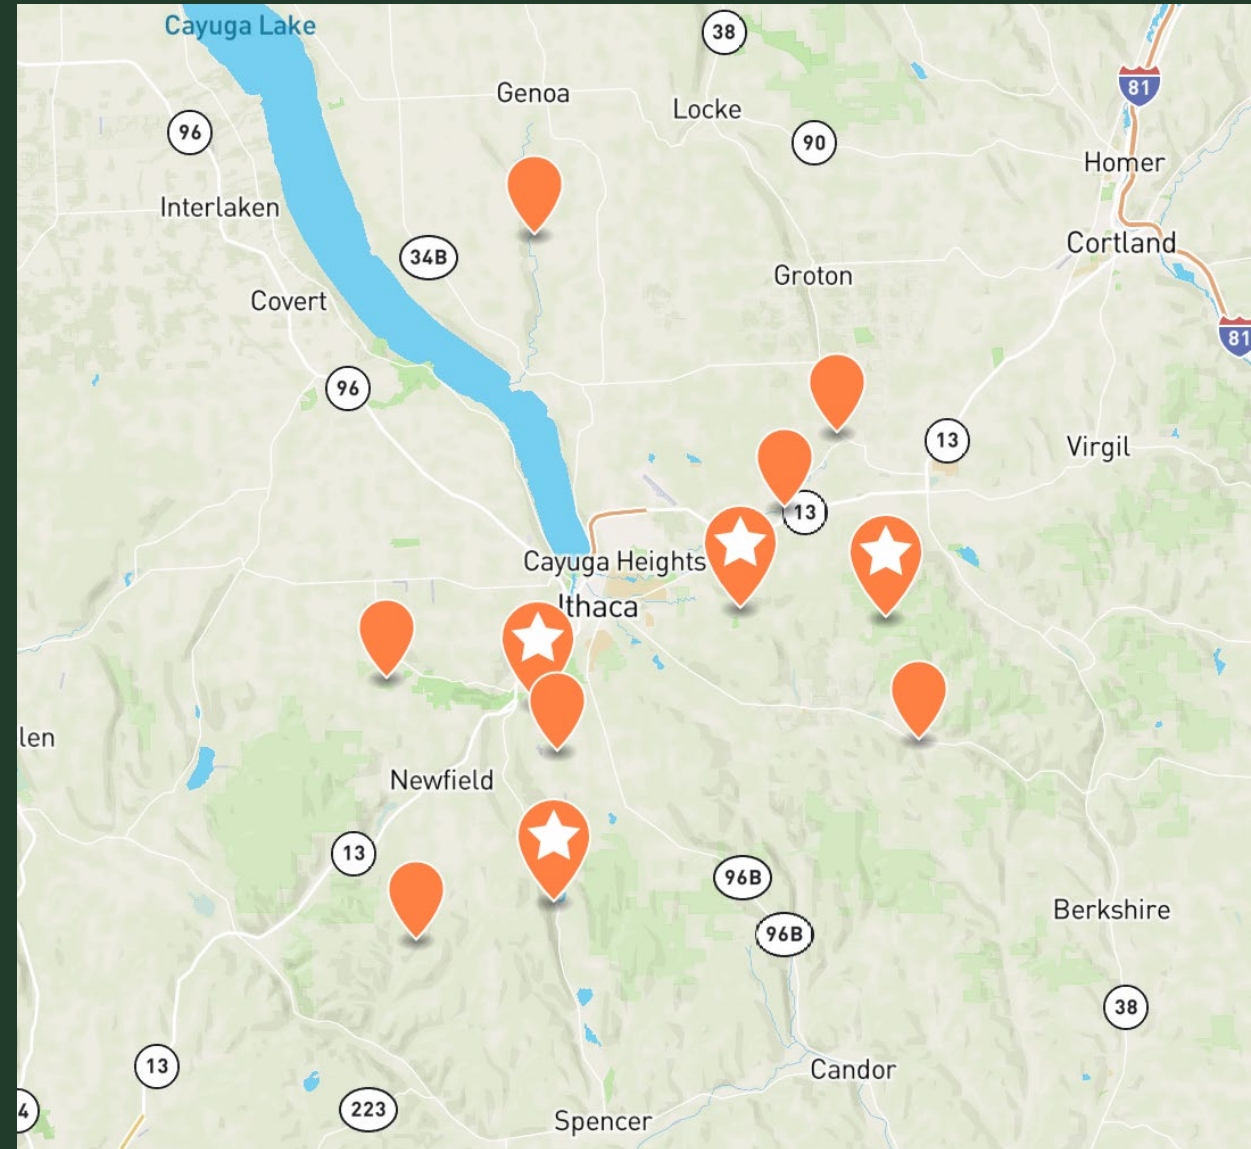 Cayuga Lake
38
81
Genoa
Locke
96
90
Homer
Interlaken
Cortland
34B
Groton
Covert
81
96
13
Virgil
13
Cayuga Heights
Ithaca
len
Newfield
13
96B
Berkshire
96B
38
13
Candor
4
223
Spencer